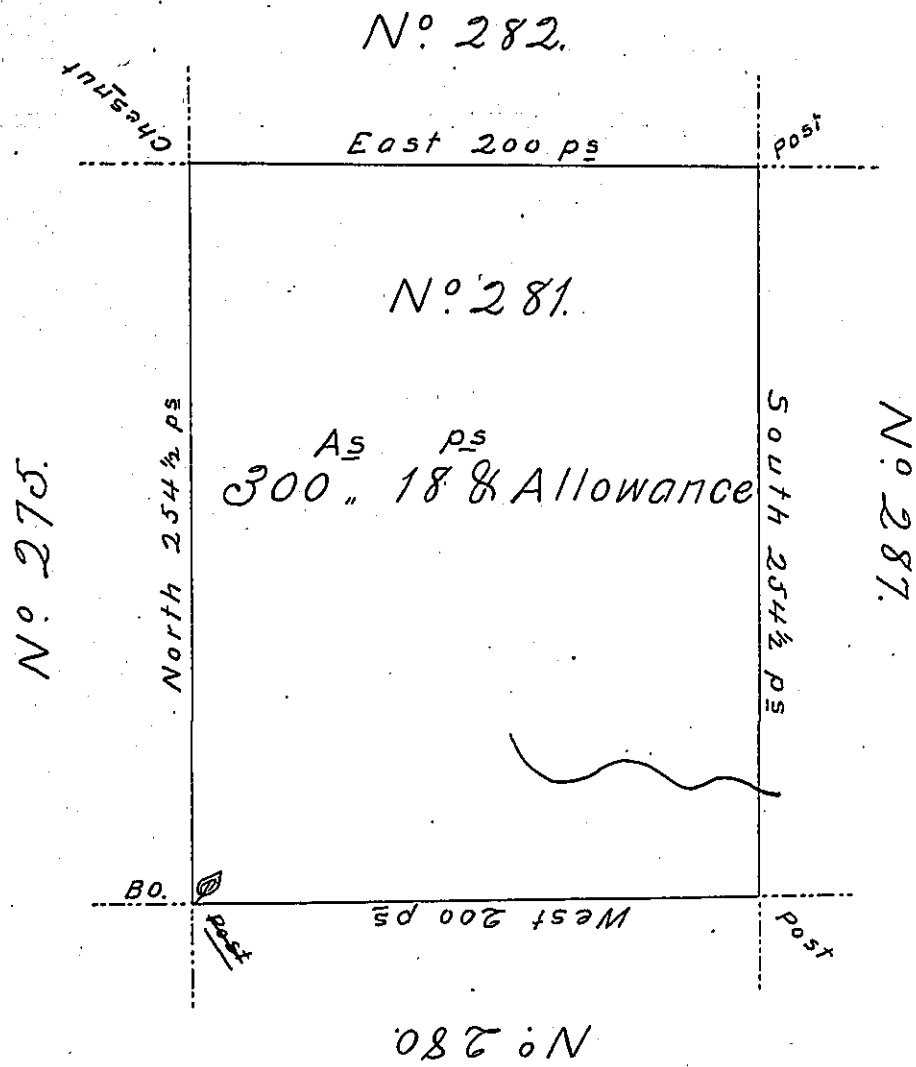 Nº 282.
Chesnut
East 200 ps
post
Nº 281.
As ps
300 „ 18 & Allowance
North 254½ ps
South 254½ ps
Nº 275.
Nº 287.
BO.
post
West 200 ps
post
Nº 280.